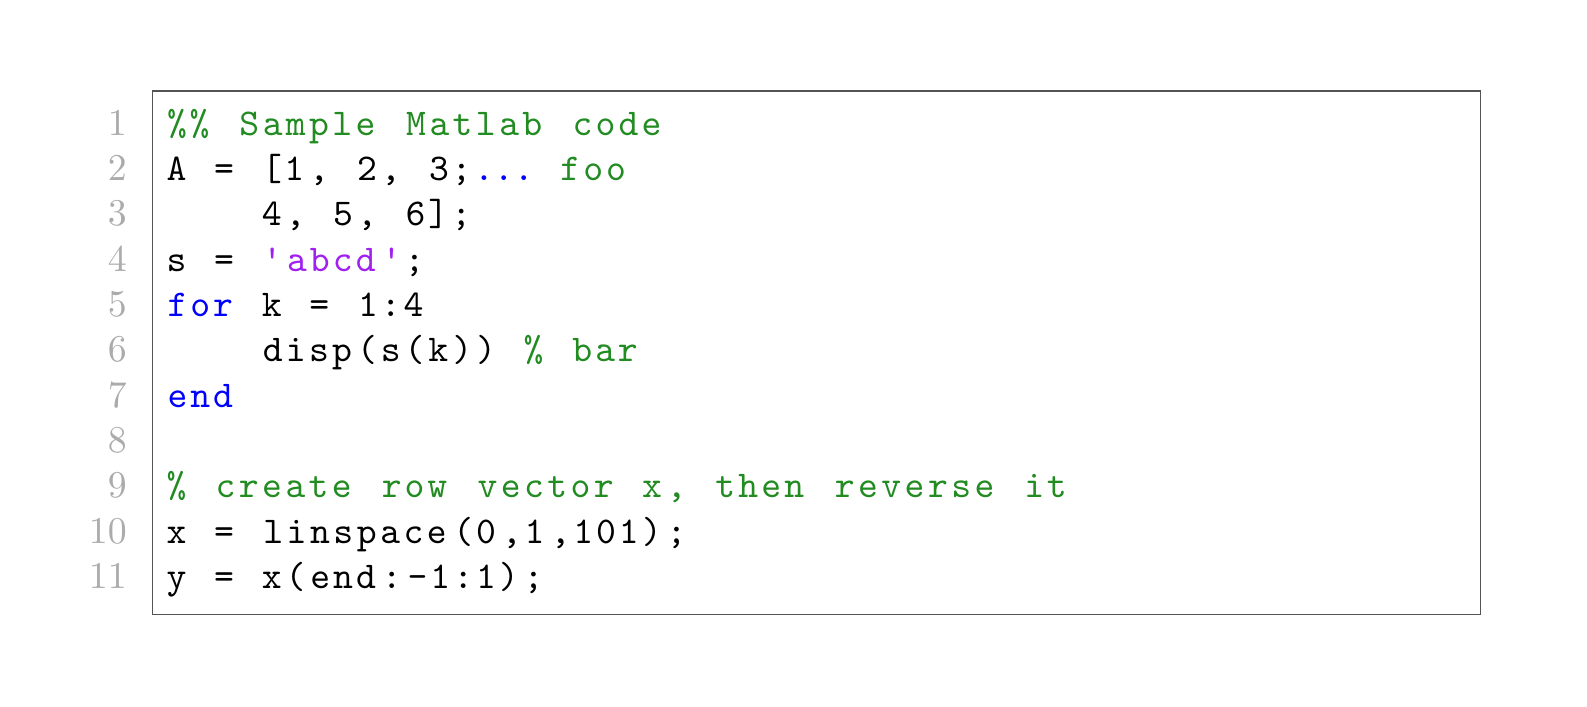 1 %% Sample Matlab code
2 A = [1, 2, 3;... foo
3     4, 5, 6];
4 s = 'abcd';
5 for k = 1:4
6     disp(s(k)) % bar
7 end
8
9 % create row vector x, then reverse it
10 x = linspace(0,1,101);
11 y = x(end:-1:1);